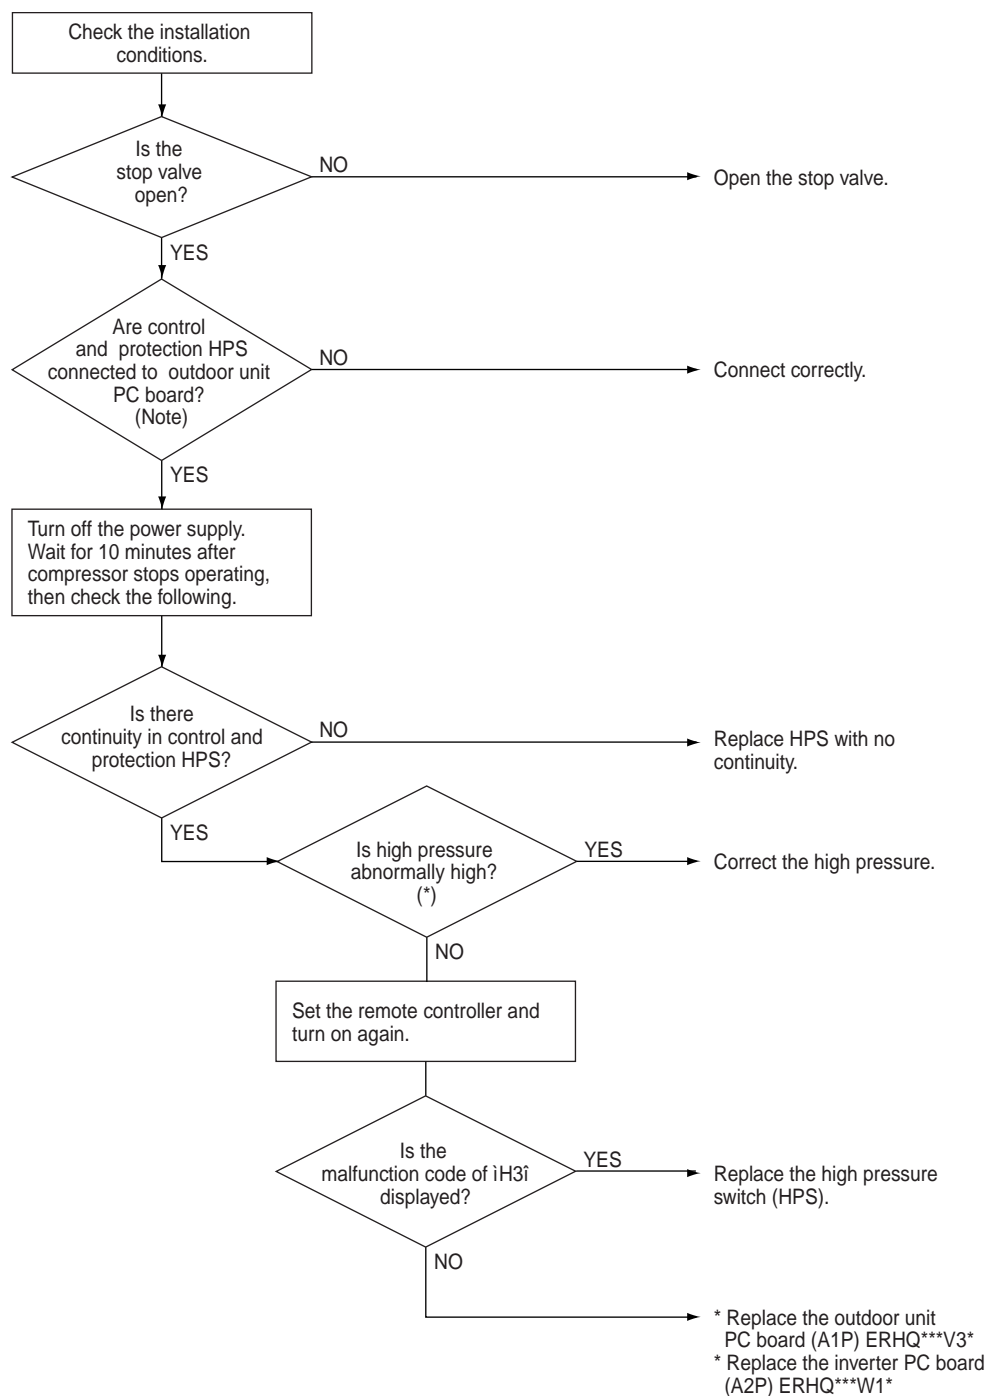 Check the installation
conditions.
Is the
stop valve
open?
NO
Open the stop valve.
YES
Are control
and protection HPS
connected to outdoor unit
PC board?
(Note)
NO
Connect correctly.
YES
Turn off the power supply.
Wait for 10 minutes after
compressor stops operating,
then check the following.
Is there
continuity in control and
protection HPS?
NO
Replace HPS with no
continuity.
YES
Is high pressure
abnormally high?
(*)
YES
Correct the high pressure.
NO
Set the remote controller and
turn on again.
Is the
malfunction code of ìH3î
displayed?
YES
Replace the high pressure
switch (HPS).
NO
* Replace the outdoor unit
PC board (A1P) ERHQ***V3*
* Replace the inverter PC board
(A2P) ERHQ***W1*